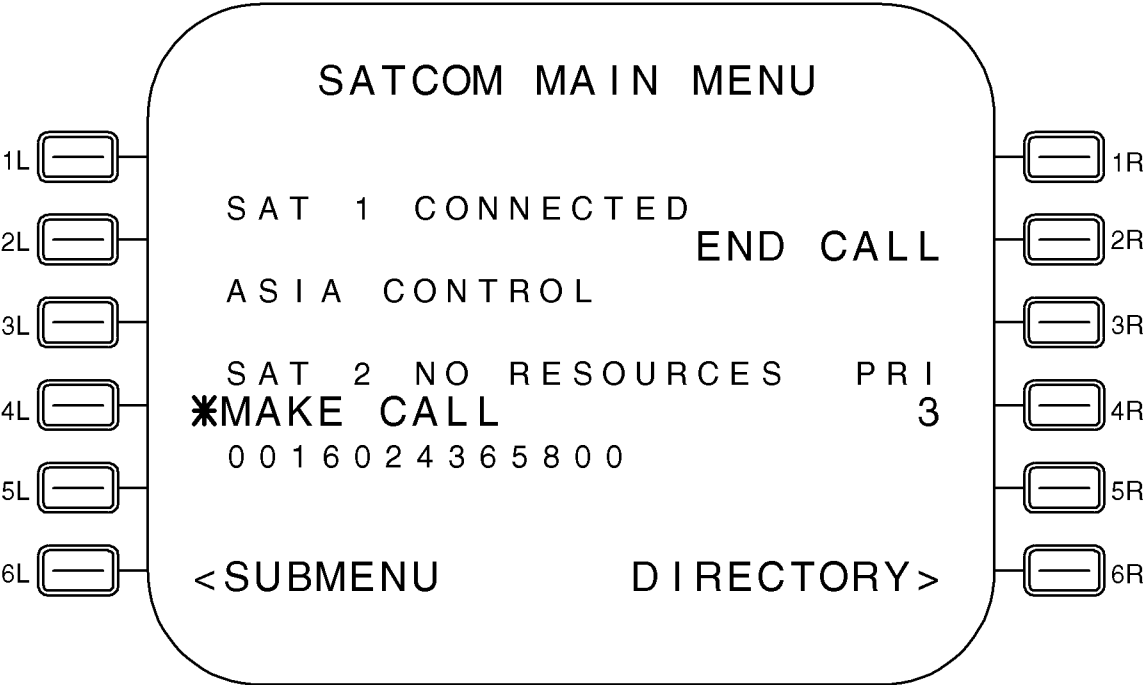 SATCOM MAIN MENU
1L 1R
SAT 1 CONNECTED
2L END CALL 2R
ASIA CONTROL
3L 3R
SAT 2 NO RESOURCES PRI
4L *MAKE CALL 3 4R
0016024365800
5L 5R
6L <SUBMENU DIRECTORY> 6R